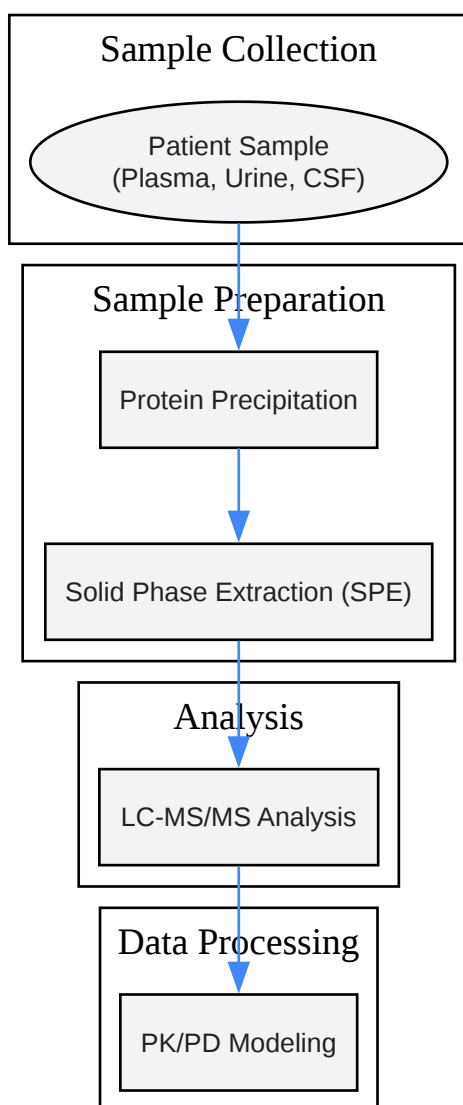 Sample Collection
Patient Sample
(Plasma, Urine, CSF)
Sample Preparation
Protein Precipitation
Solid Phase Extraction (SPE)
Analysis
LC-MS/MS Analysis
Data Processing
PK/PD Modeling